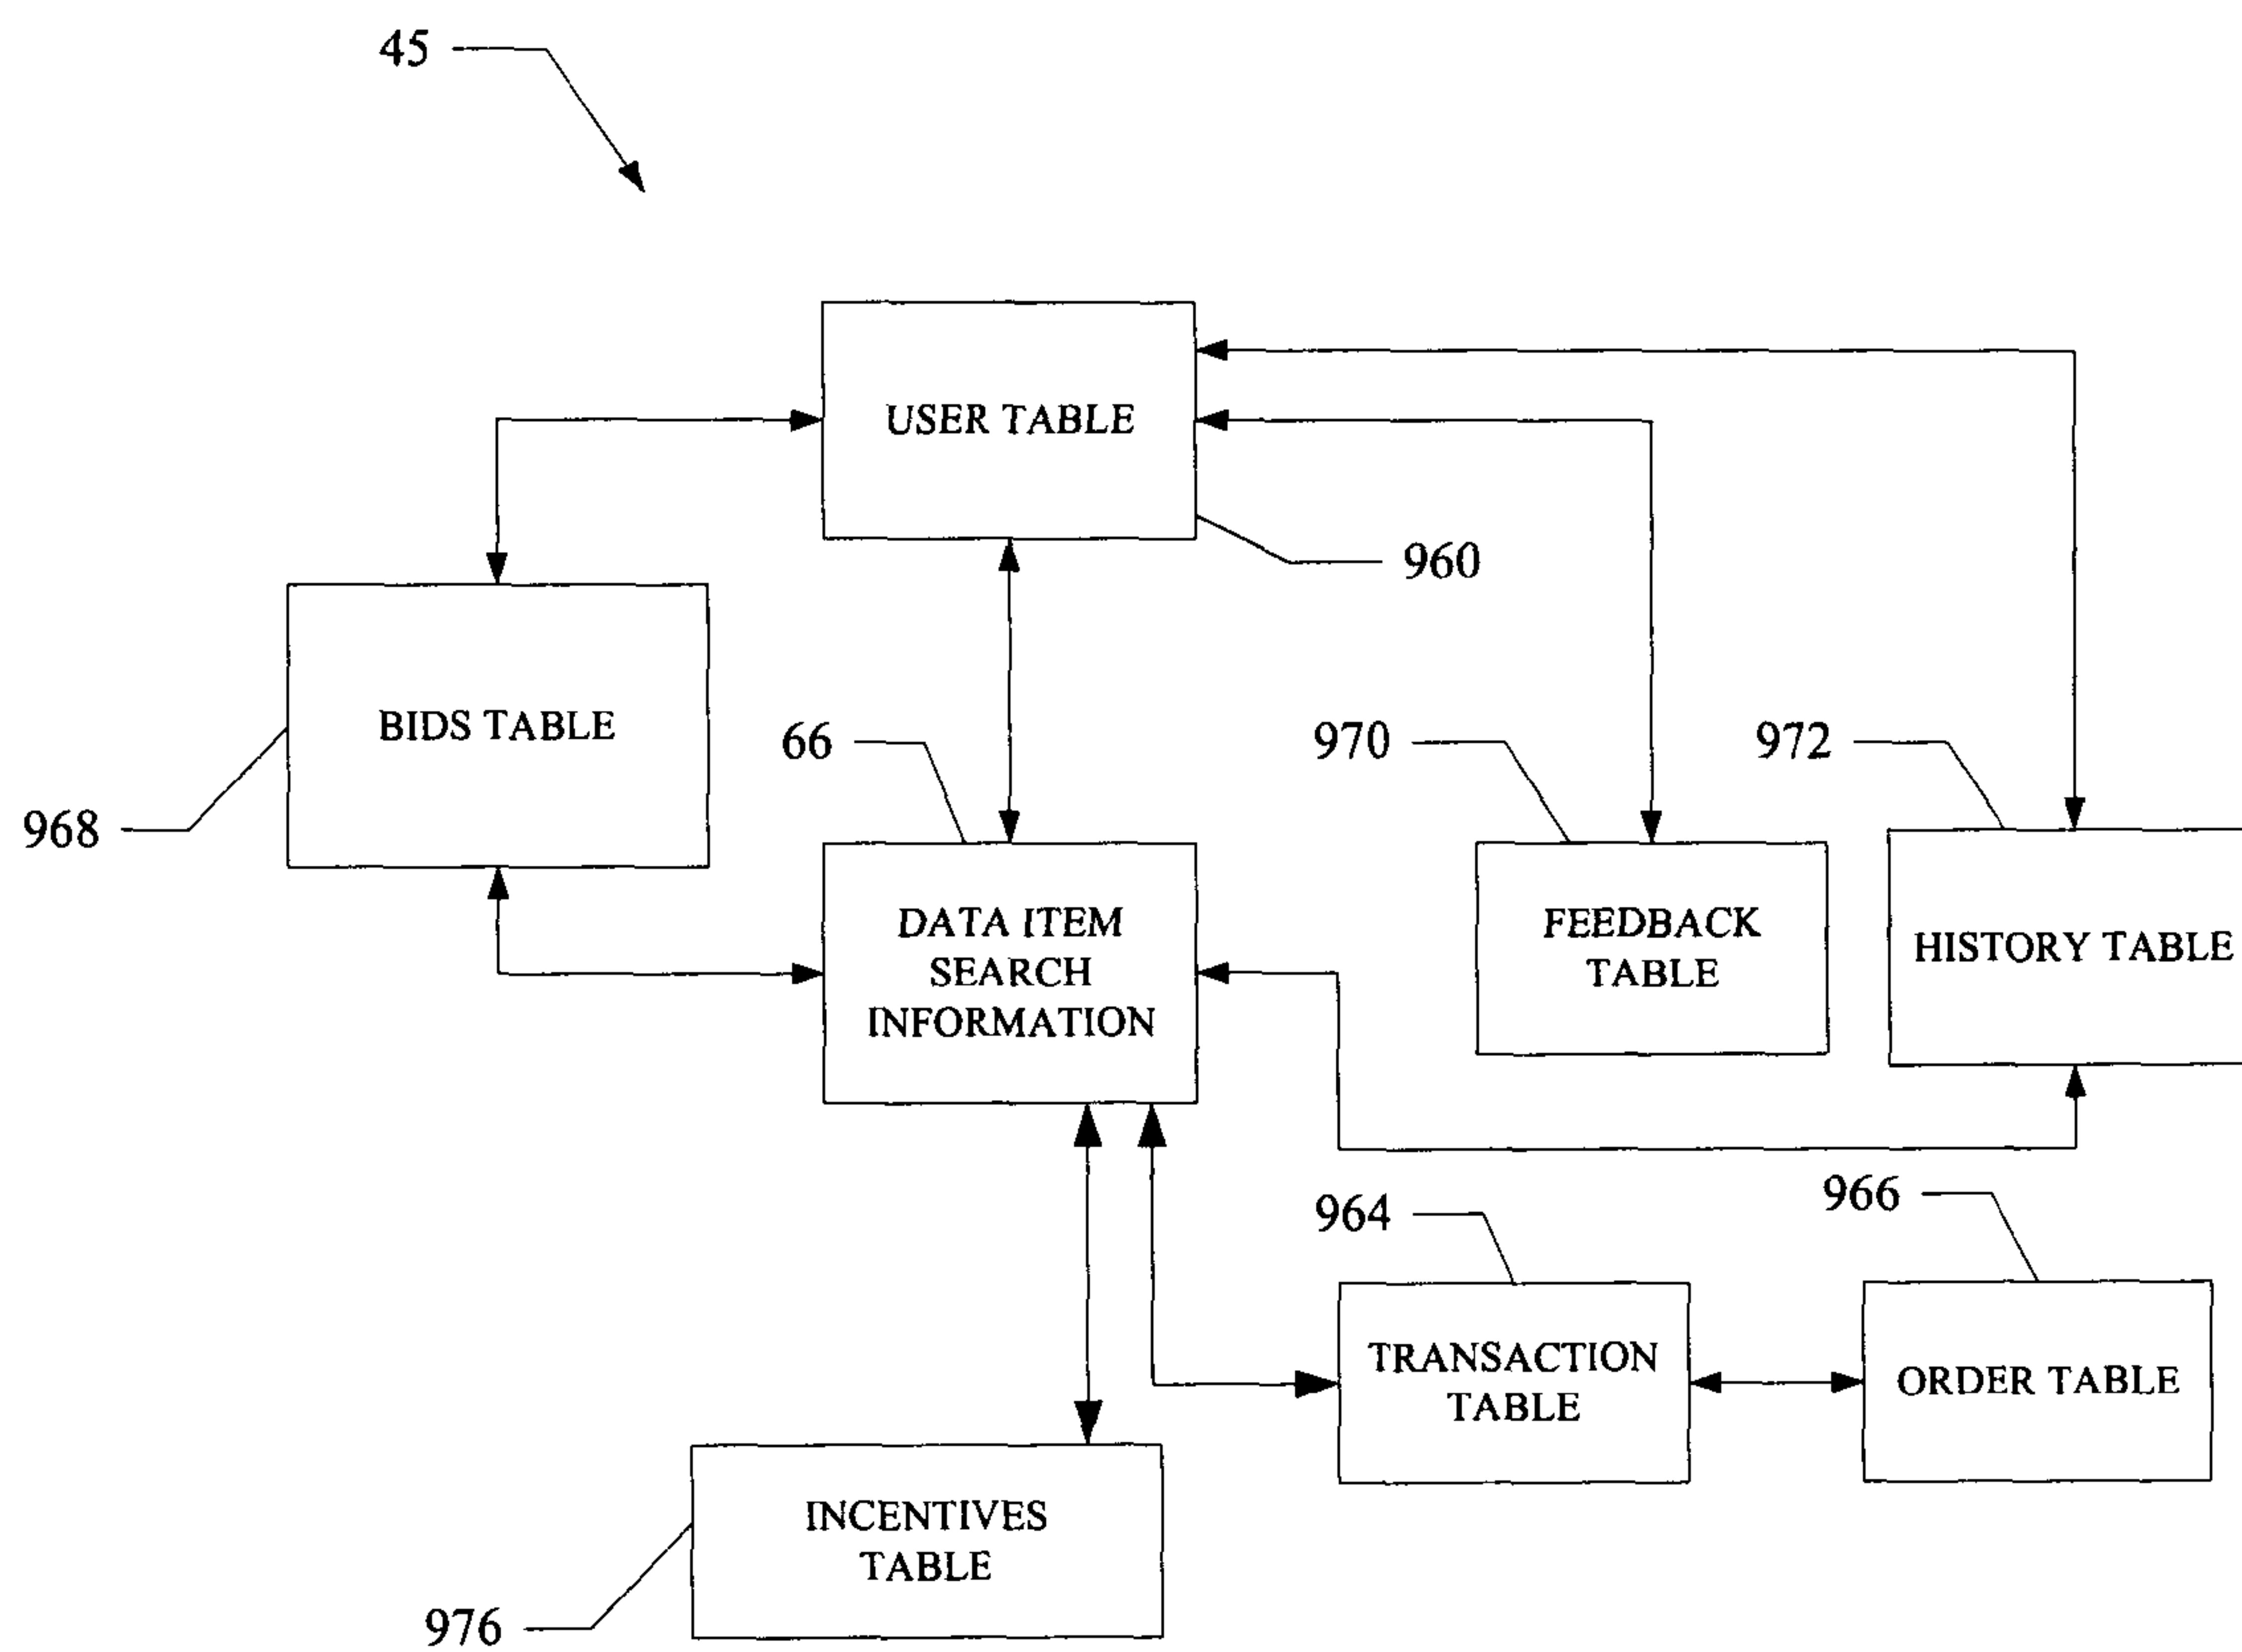 45
USER TABLE
960
BIDS TABLE
968
66
970
972
DATA ITEM
SEARCH
INFORMATION
FEEDBACK
TABLE
HISTORY TABLE
964
966
TRANSACTION
TABLE
ORDER TABLE
INCENTIVES
TABLE
976